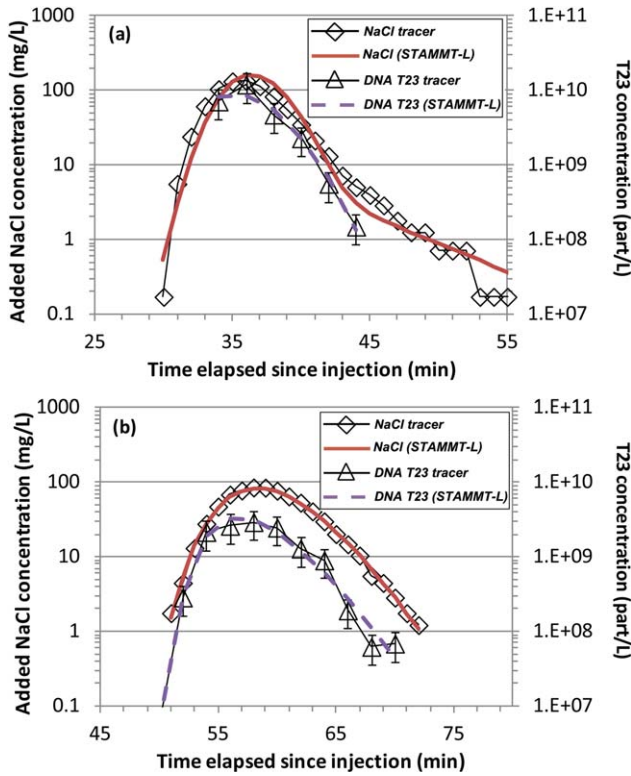 (a)
NaCl tracer
NaCl (STAMMT-L)
DNA T23 tracer
DNA T23 (STAMMT-L)
Added NaCl concentration (mg/L)
1000
100
10
1
0.1
T23 concentration (part/L)
1.E+11
1.E+10
1.E+09
1.E+08
1.E+07
25 35 45 55
Time elapsed since injection (min)
(b)
NaCl tracer
NaCl (STAMMT-L)
DNA T23 tracer
DNA T23 (STAMMT-L)
Added NaCl concentration (mg/L)
1000
100
10
1
0.1
T23 concentration (part/L)
1.E+11
1.E+10
1.E+09
1.E+08
1.E+07
45 55 65 75
Time elapsed since injection (min)